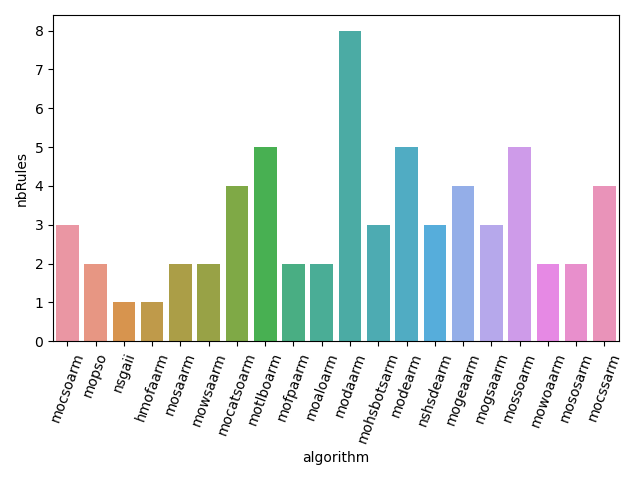 nbRules
8
7
6
5
4
3
2
1
0
mocsoarm
mopso
nsgaii
hmofaarm
mosaarm
mowsaarm
mocatsoarm
motlboarm
mofpaarm
moaloarm
modaarm
mohsbotsarm
modearm
nshsdearm
mogeaarm
mogsaarm
mossoarm
mowoaarm
mososarm
mocssarm
algorithm